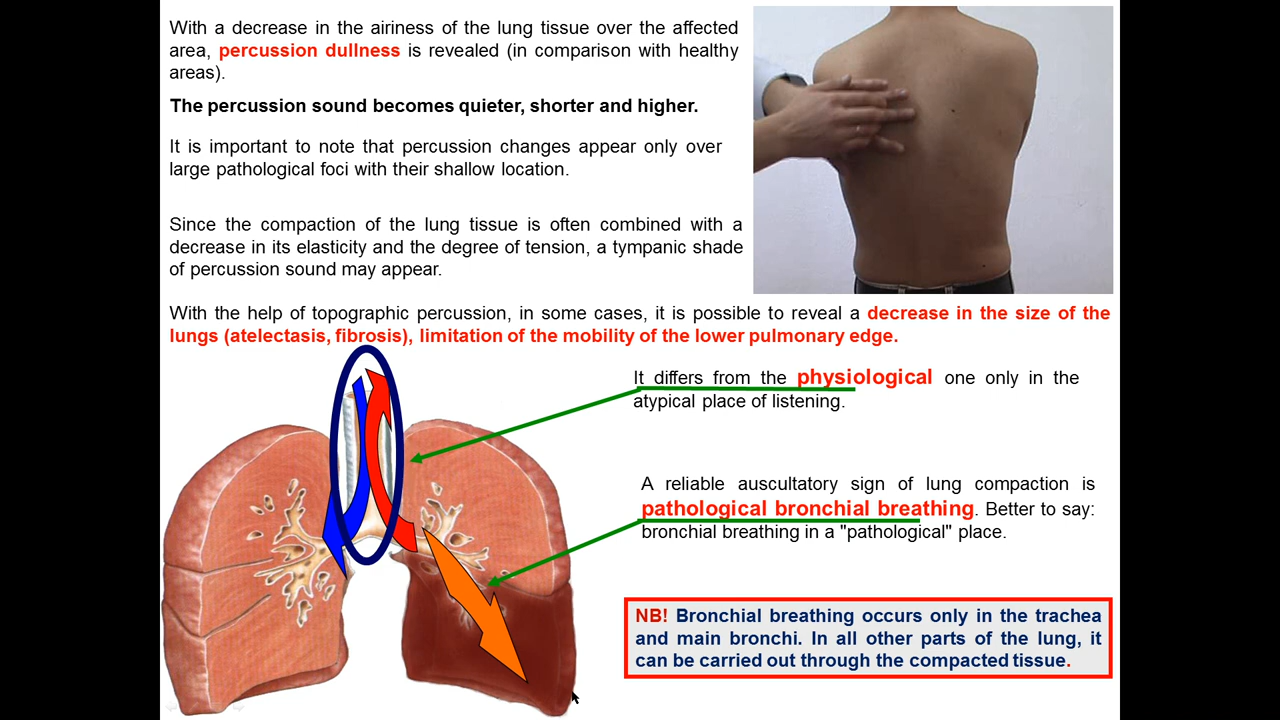 With a decrease in the airiness of the lung tissue over the affected
area, percussion dullness is revealed (in comparison with healthy
areas).
The percussion sound becomes quieter, shorter and higher.
It is important to note that percussion changes appear only over
large pathological foci with their shallow location.
Since the compaction of the lung tissue is often combined with a
decrease in its elasticity and the degree of tension, a tympanic shade
of percussion sound may appear.
With the help of topographic percussion, in some cases, it is possible to reveal a decrease in the size of the
lungs (atelectasis, fibrosis), limitation of the mobility of the lower pulmonary edge.
It differs from the physiological one only in the
atypical place of listening.
A reliable auscultatory sign of lung compaction is
pathological bronchial breathing. Better to say:
bronchial breathing in a "pathological" place.
NB! Bronchial breathing occurs only in the trachea
and main bronchi. In all other parts of the lung, it
can be carried out through the compacted tissue.